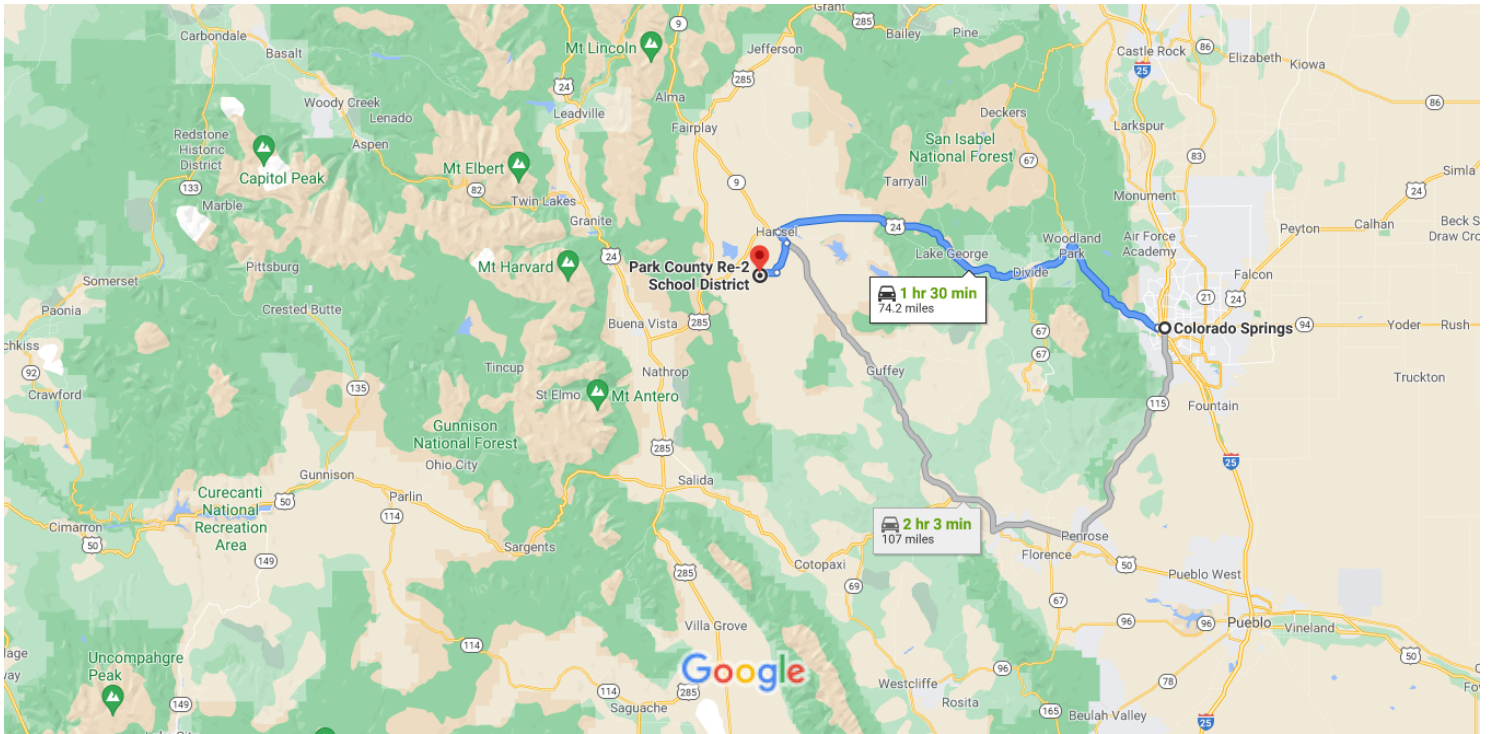 Grant
Carbondale
9
285
Bailey
Pine
Basalt
Mt Lincoln
Jefferson
Castle Rock
86
Elizabeth
Kiowa
25
285
24
Woody Creek
Lenado
Alma
Leadville
86
Deckers
Larkspur
Redstone
Historic
District
Aspen
Fairplay
San Isabel
National Forest
83
67
Capitol Peak
Mt Elbert
9
Tarryall
Simla
133
82
24
Marble
Twin Lakes
Monument
Granite
Hartsel
24
Calhan
Beck S
Draw Cro
Peyton
Woodland
Park
Air Force
Academy
24
Lake George
Pittsburg
Mt Harvard
Park County Re-2
School District
Divide
Falcon
Somerset
1 hr 30 min
74.2 miles
21
24
Paonia
Crested Butte
Buena Vista
285
67
Colorado Springs
94
Yoder
Rush
chkiss
67
92
Tincup
Nathrop
Guffey
Truckton
Crawford
135
St Elmo
Mt Antero
115
Fountain
Gunnison
National Forest
285
25
Ohio City
Gunnison
Salida
Curecanti
National
Recreation
Area
50
Parlin
114
2 hr 3 min
107 miles
Cimarron
50
Penrose
Sargents
Florence
149
Cotopaxi
50
285
69
Pueblo West
67
96
96
Pueblo
Vineland
Villa Grove
114
50
lage
way
Uncompahgre
Peak
Google
96
78
Westcliffe
114
285
Rosita
149
Saguache
165
Beulah Valley
25